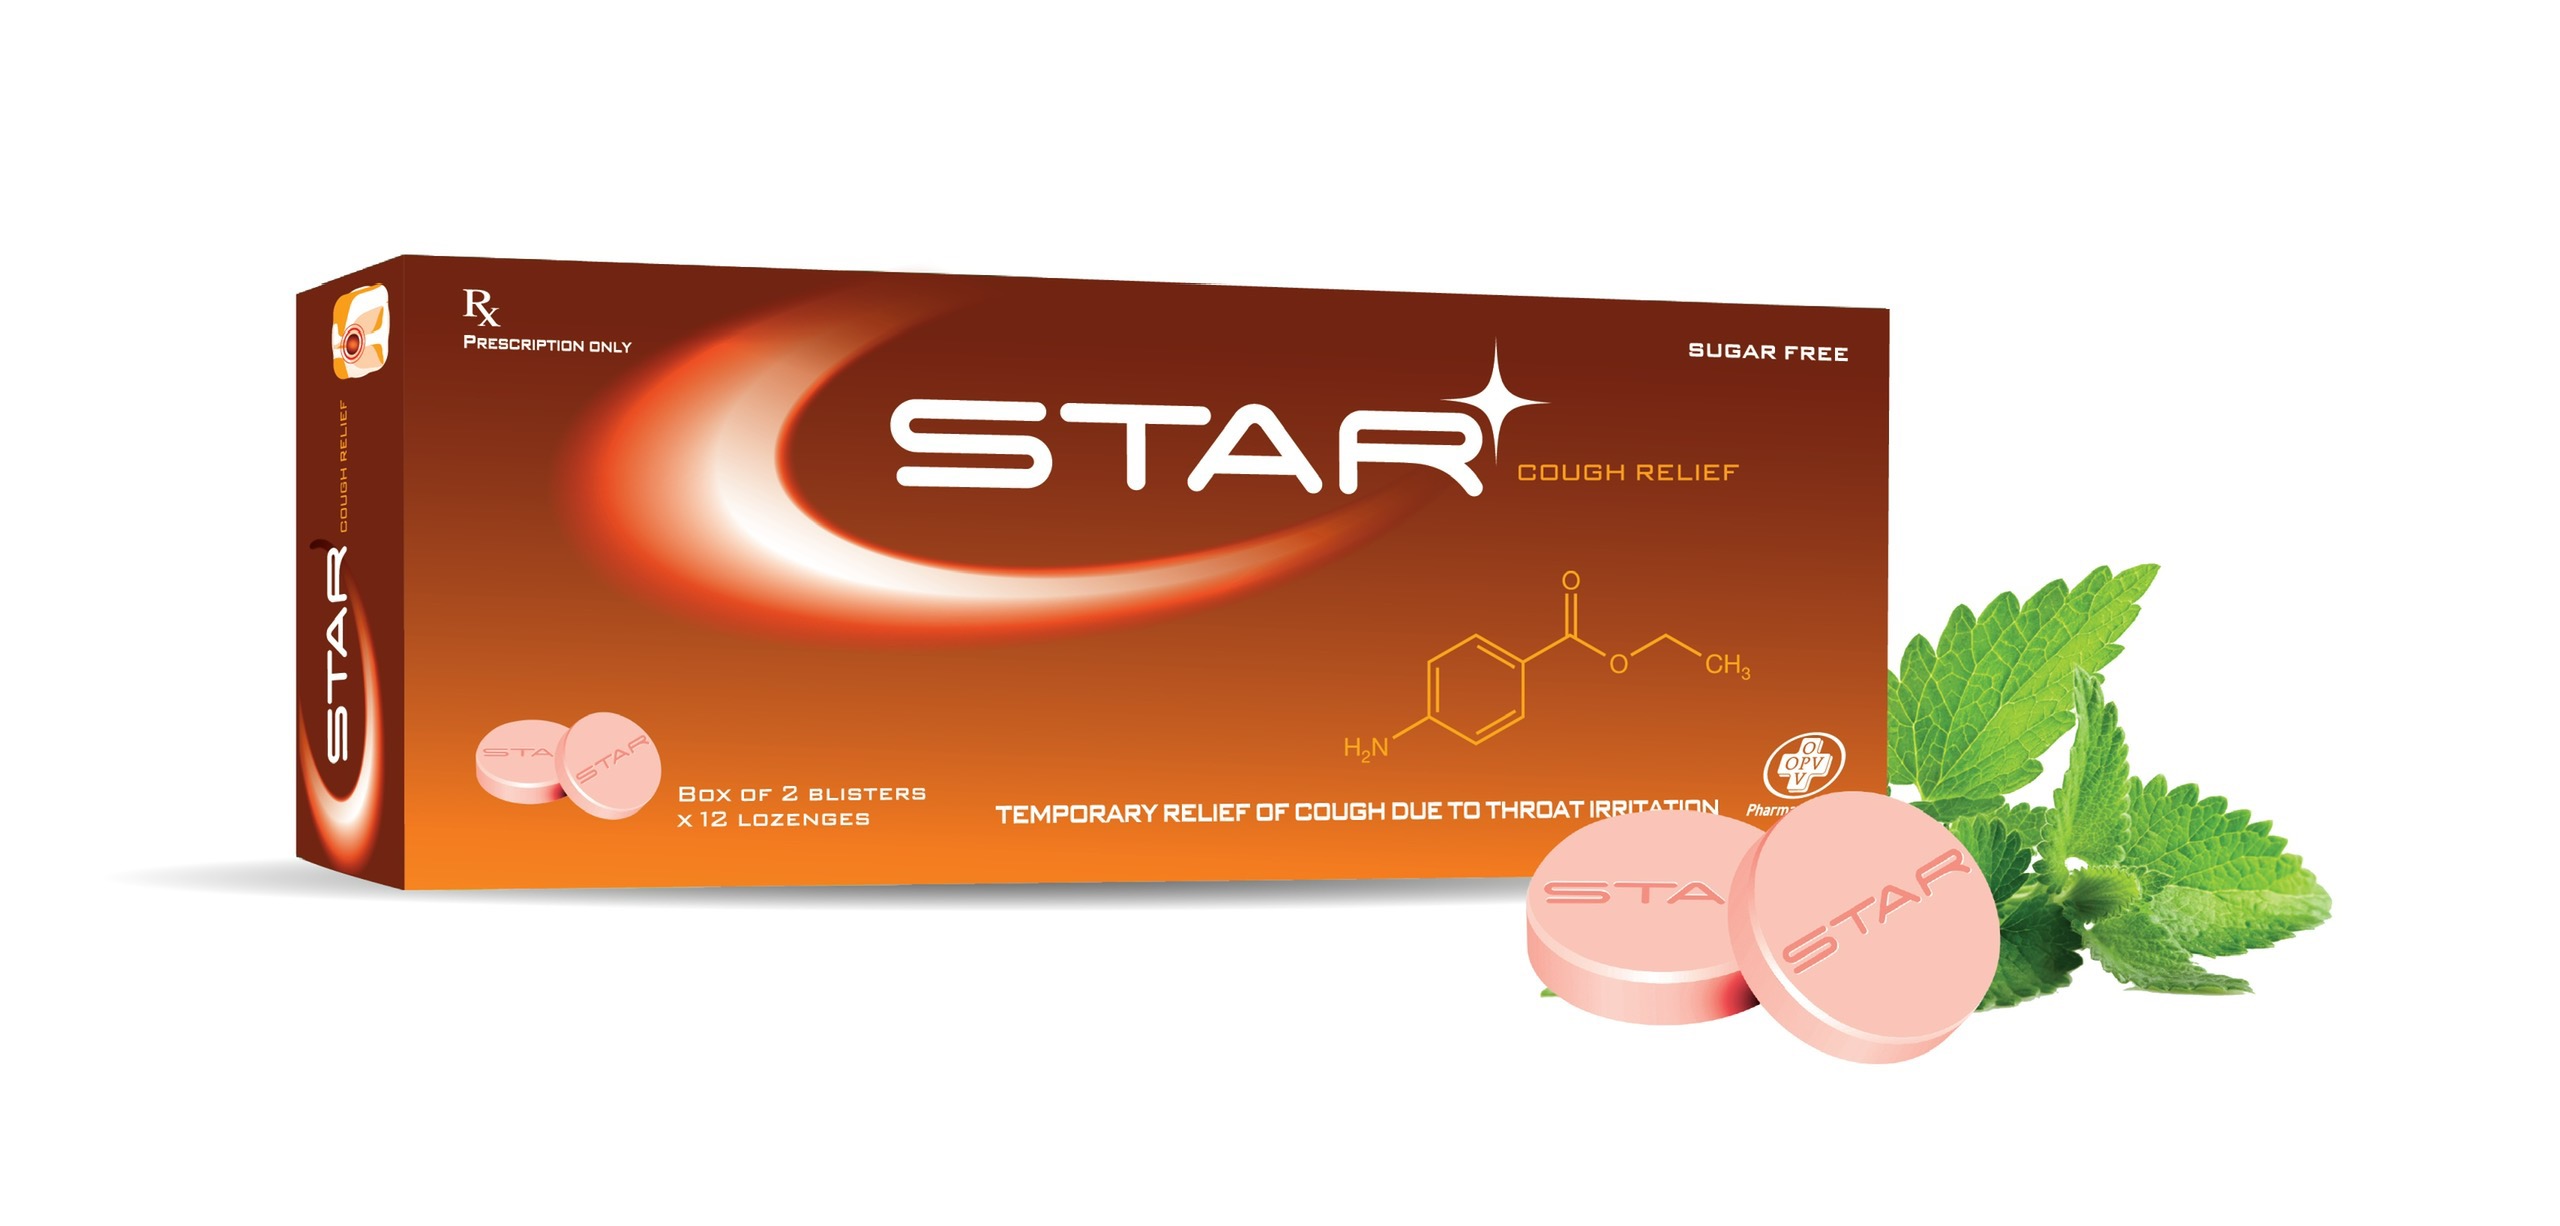 Rx
PRESCRIPTION ONLY
SUGAR FREE
STAR
COUGH RELIEF
STAR COUGH RELIEF
O
O
CH3
H2N
STA
STAR
BOX OF 2 BLISTERS
x 12 LOZENGES
TEMPORARY RELIEF OF COUGH DUE TO THROAT IRRITATION
O
OPV
V
STA
STAR